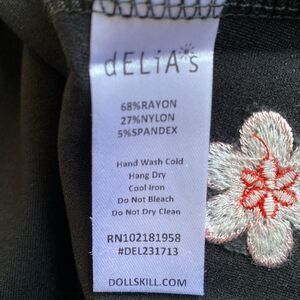 dELiA*s
68%RAYON
27%NYLON
5%SPANDEX
Hand Wash Cold
Hang Dry
Cool Iron
Do Not Bleach
Do Not Dry Clean
RN102181958
#DEL231713
DOLLSKILL.COM